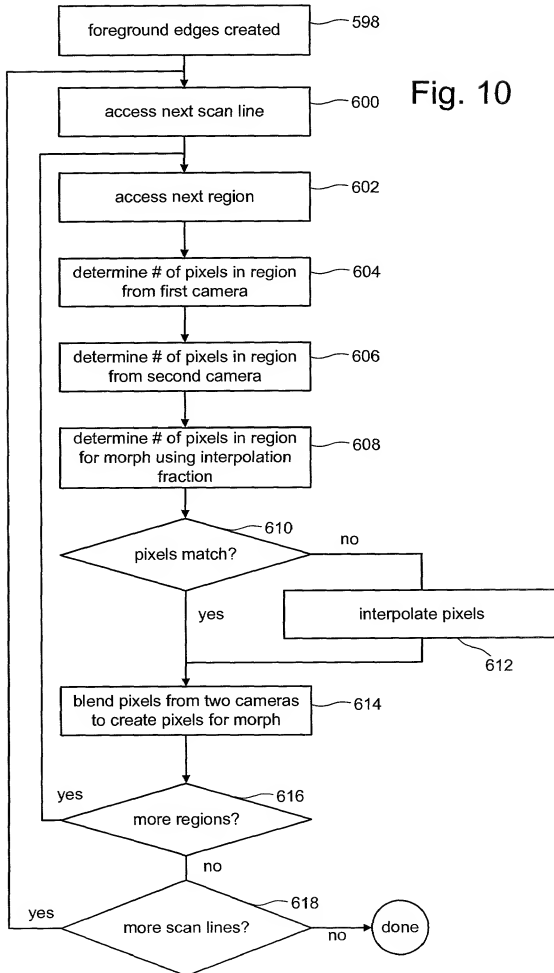 foreground edges created
598
Fig. 10
access next scan line
600
access next region
602
determine # of pixels in region
from first camera
604
determine # of pixels in region
from second camera
606
determine # of pixels in region
for morph using interpolation
fraction
608
610
pixels match?
no
yes
interpolate pixels
612
blend pixels from two cameras
to create pixels for morph
614
yes
616
more regions?
no
618
yes
more scan lines?
no
done